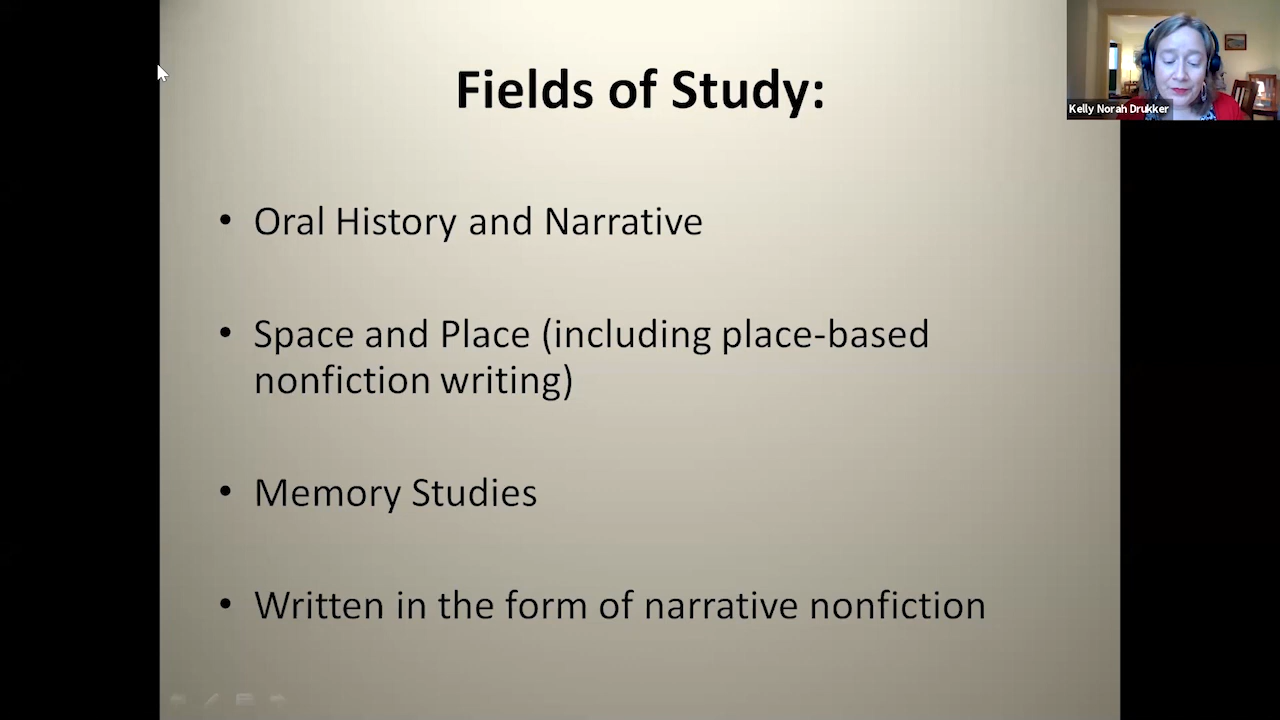 Fields of Study:
Kelly Norah Drukker
• Oral History and Narrative
• Space and Place (including place-based
nonfiction writing)
• Memory Studies
• Written in the form of narrative nonfiction